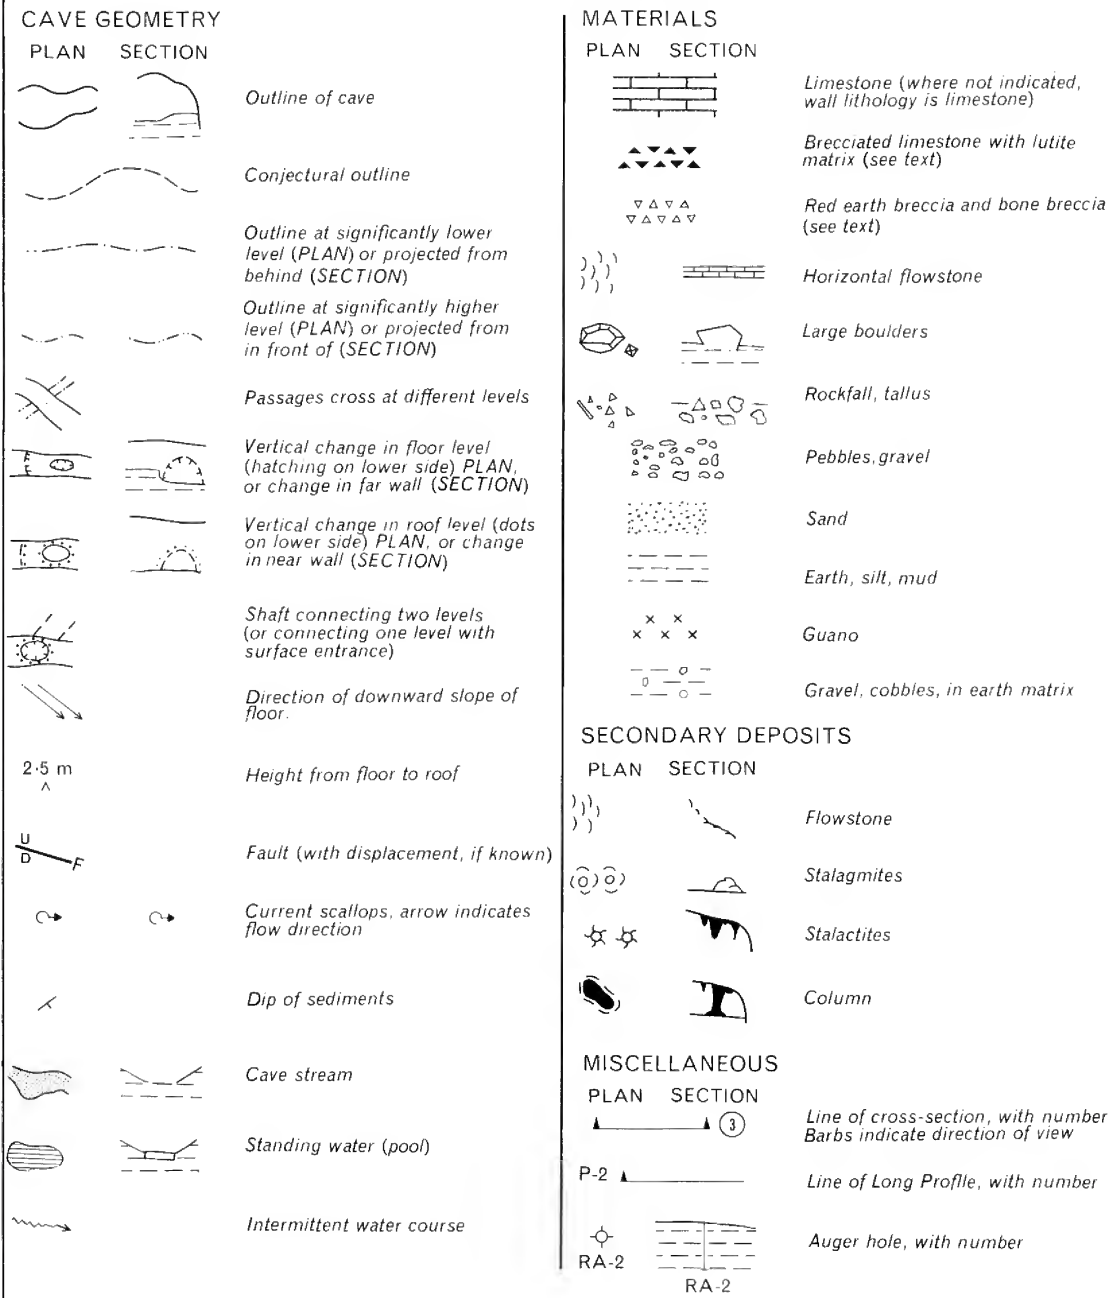 CAVE GEOMETRY
PLAN SECTION
Outline of cave
Conjectural outline
Outline at significantly lower
level (PLAN) or projected from
behind (SECTION)
Outline at significantly higher
level (PLAN) or projected from
in front of (SECTION)
Passages cross at different levels
Vertical change in floor level
(hatching on lower side) PLAN,
or change in far wall (SECTION)
Vertical change in roof level (dots
on lower side) PLAN, or change
in near wall (SECTION)
Shaft connecting two levels
(or connecting one level with
surface entrance)
Direction of downward slope of
floor.
2·5 m
Height from floor to roof
U
D
F
Fault (with displacement, if known)
Current scallops, arrow indicates
flow direction
Dip of sediments
Cave stream
Standing water (pool)
Intermittent water course
MATERIALS
PLAN SECTION
Limestone (where not indicated,
wall lithology is limestone)
Brecciated limestone with lutite
matrix (see text)
Red earth breccia and bone breccia
(see text)
Horizontal flowstone
Large boulders
Rockfall, tallus
Pebbles, gravel
Sand
Earth, silt, mud
Guano
Gravel, cobbles, in earth matrix
SECONDARY DEPOSITS
PLAN SECTION
Flowstone
Stalagmites
Stalactites
Column
MISCELLANEOUS
PLAN SECTION
3
Line of cross-section, with number
Barbs indicate direction of view
P-2
Line of Long Profile, with number
RA-2
RA-2
Auger hole, with number